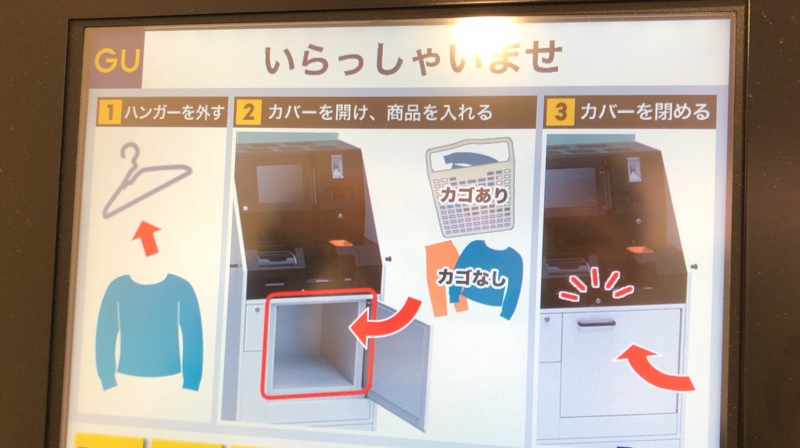 GU
いらっしゃいませ
1 ハンガーを外す
2 カバーを開け、商品を入れる
カゴあり
カゴなし
3 カバーを閉める